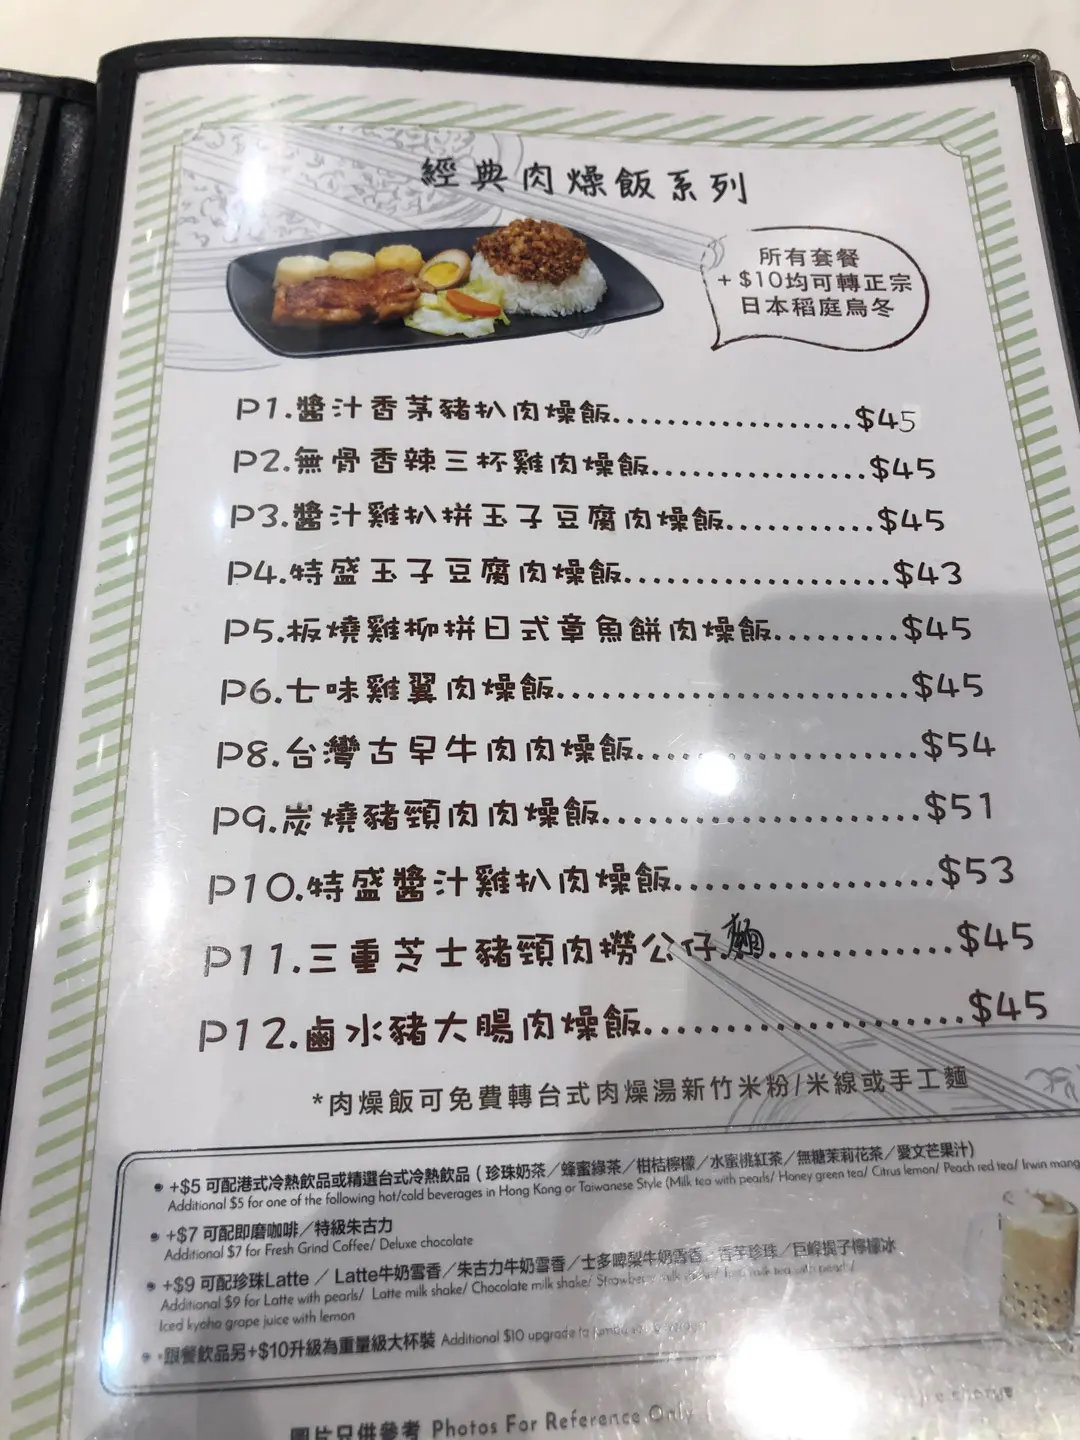 經典肉燥飯系列
所有套餐
+$10均可轉正宗
日本稻庭烏冬
P1.醬汁香茅豬扒肉燥飯..................$45
P2.無骨香辣三杯雞肉燥飯................$45
P3.醬汁雞扒拼玉子豆腐肉燥飯...........$45
P4.特盛玉子豆腐肉燥飯....................$43
P5.板燒雞柳拼日式章魚餅肉燥飯.........$45
P6.七味雞翼肉燥飯..........................$45
P8.台灣古早牛肉肉燥飯.....................$54
P9.炭燒豬頸肉肉燥飯........................$51
P10.特盛醬汁雞扒肉燥飯...................$53
P11.三重芝士豬頸肉撈公仔麵..............$45
P12.鹵水豬大腸肉燥飯......................$45
*肉燥飯可免費轉台式肉燥湯新竹米粉/米線或手工麵
• +$5 可配港式冷熱飲品或精選台式冷熱飲品 ( 珍珠奶茶／蜂蜜綠茶／柑桔檸檬／水蜜桃紅茶／無糖茉莉花茶／愛文芒果汁)
Additional $5 for one of the following hot/cold beverages in Hong Kong or Taiwanese Style (Milk tea with pearls/ Honey green tea/ Citrus lemon/ Peach red tea/ Irwin mang
• +$7 可配即磨咖啡／特級朱古力
Additional $7 for Fresh Grind Coffee/ Deluxe chocolate
• +$9 可配珍珠Latte ／ Latte牛奶雪香／朱古力牛奶雪香／士多啤梨牛奶雪香／香芋珍珠／巨峰提子檸檬冰
Additional $9 for Latte with pearls/ Latte milk shake/ Chocolate milk shake/ Strawberry milk shake/ milk tea with pearls/
Iced kyoho grape juice with lemon
• 跟餐飲品另+$10升級為重量級大杯裝 Additional $10 upgrade to jumbo
圖片只供參考 Photos For Reference Only